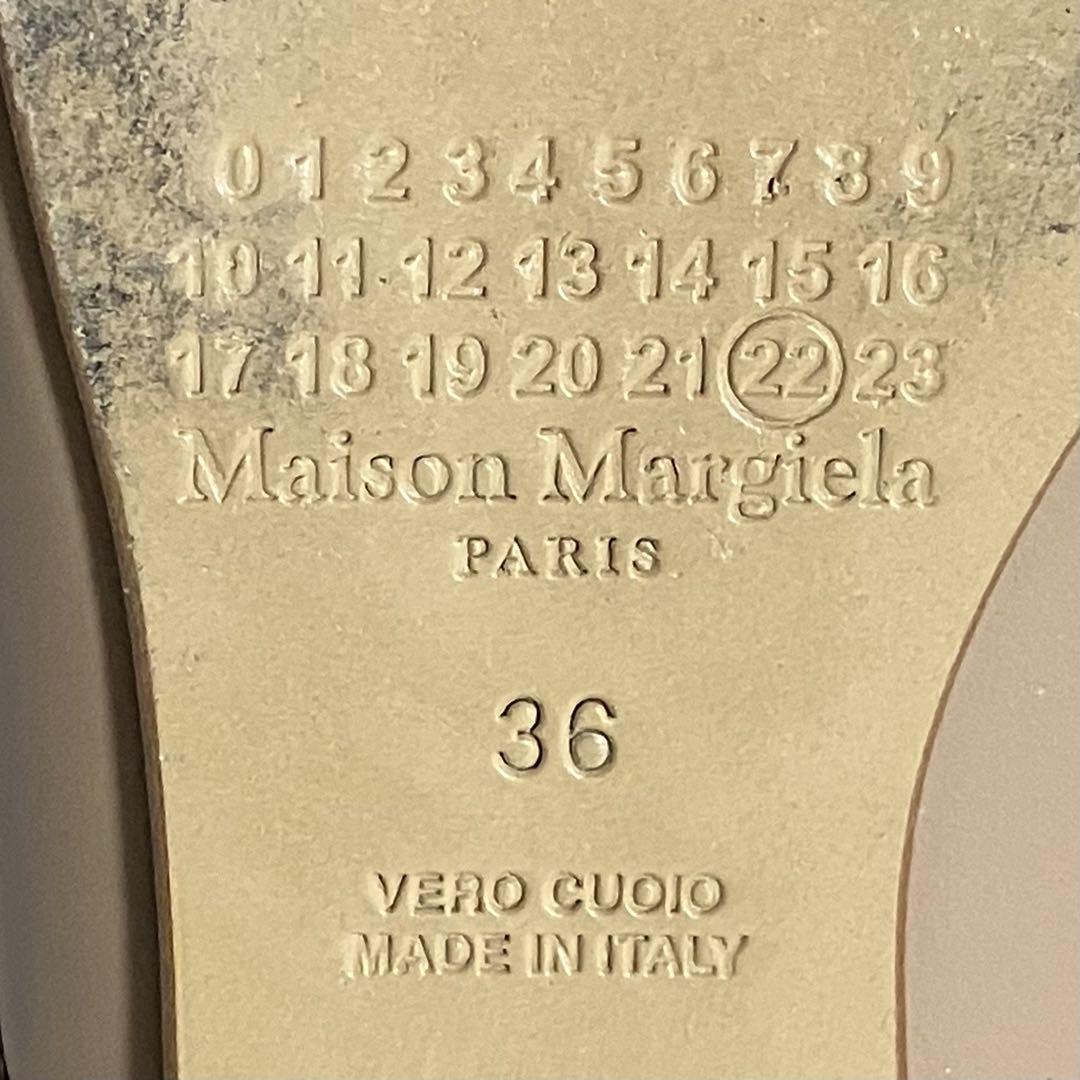 0 1 2 3 4 5 6 7 8 9
10 11 12 13 14 15 16
17 18 19 20 21 22 23
Maison Margiela
PARIS
36
VERO CUOIO
MADE IN ITALY